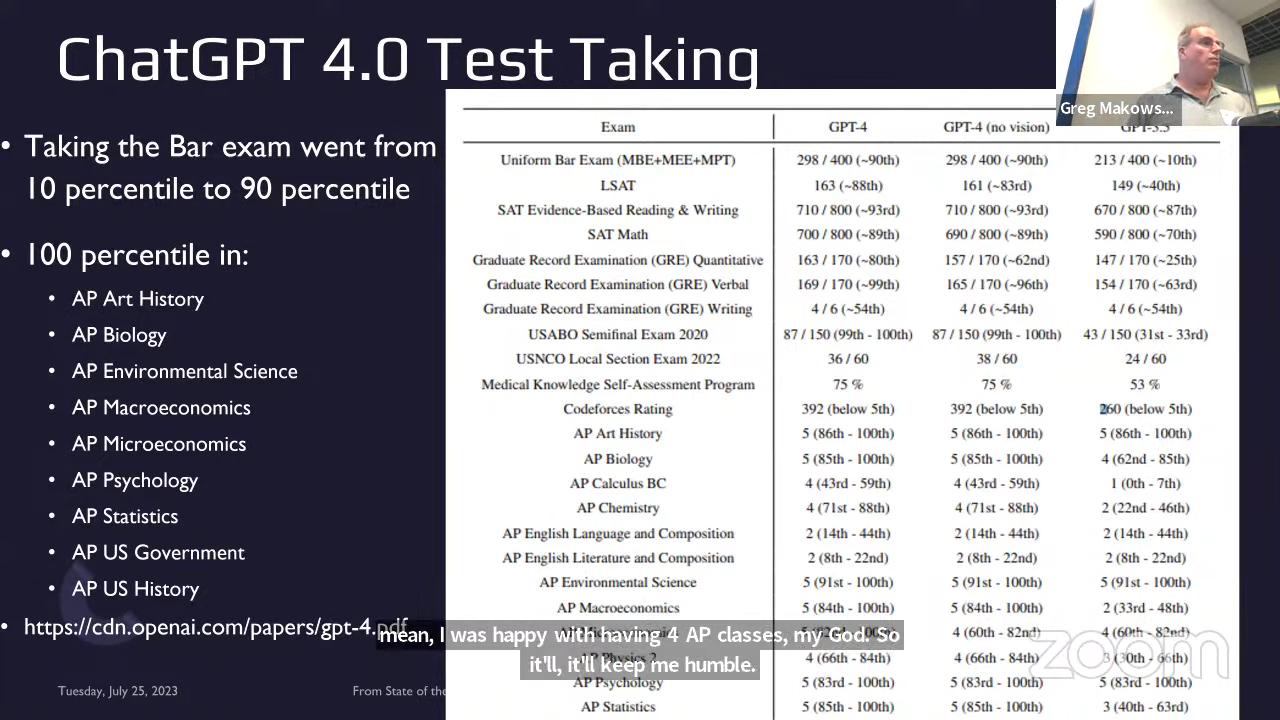 ChatGPT 4.0 Test Taking
Greg Makows...
• Taking the Bar exam went from
10 percentile to 90 percentile
• 100 percentile in:
• AP Art History
• AP Biology
• AP Environmental Science
• AP Macroeconomics
• AP Microeconomics
• AP Psychology
• AP Statistics
• AP US Government
• AP US History
• https://cdn.openai.com/papers/gpt-4.pdf
Exam GPT-4 GPT-4 (no vision) GPT-3.5
Uniform Bar Exam (MBE+MEE+MPT) 298 / 400 (~90th) 298 / 400 (~90th) 213 / 400 (~10th)
LSAT 163 (~88th) 161 (~83rd) 149 (~40th)
SAT Evidence-Based Reading & Writing 710 / 800 (~93rd) 710 / 800 (~93rd) 670 / 800 (~87th)
SAT Math 700 / 800 (~89th) 690 / 800 (~89th) 590 / 800 (~70th)
Graduate Record Examination (GRE) Quantitative 163 / 170 (~80th) 157 / 170 (~62nd) 147 / 170 (~25th)
Graduate Record Examination (GRE) Verbal 169 / 170 (~99th) 165 / 170 (~96th) 154 / 170 (~63rd)
Graduate Record Examination (GRE) Writing 4 / 6 (~54th) 4 / 6 (~54th) 4 / 6 (~54th)
USABO Semifinal Exam 2020 87 / 150 (99th - 100th) 87 / 150 (99th - 100th) 43 / 150 (31st - 33rd)
USNCO Local Section Exam 2022 36 / 60 38 / 60 24 / 60
Medical Knowledge Self-Assessment Program 75 % 75 % 53 %
Codeforces Rating 392 (below 5th) 392 (below 5th) 260 (below 5th)
AP Art History 5 (86th - 100th) 5 (86th - 100th) 5 (86th - 100th)
AP Biology 5 (85th - 100th) 5 (85th - 100th) 4 (62nd - 85th)
AP Calculus BC 4 (43rd - 59th) 4 (43rd - 59th) 1 (0th - 7th)
AP Chemistry 4 (71st - 88th) 4 (71st - 88th) 2 (22nd - 46th)
AP English Language and Composition 2 (14th - 44th) 2 (14th - 44th) 2 (14th - 44th)
AP English Literature and Composition 2 (8th - 22nd) 2 (8th - 22nd) 2 (8th - 22nd)
AP Environmental Science 5 (91st - 100th) 5 (91st - 100th) 5 (91st - 100th)
AP Macroeconomics 5 (84th - 100th) 5 (84th - 100th) 2 (33rd - 48th)
4 (60th - 82nd) 4 (60th - 82nd)
AP Physics 2 4 (66th - 84th) 4 (66th - 84th) 3 (30th - 66th)
AP Psychology 5 (83rd - 100th) 5 (83rd - 100th) 5 (83rd - 100th)
AP Statistics 5 (85th - 100th) 5 (85th - 100th) 3 (40th - 63rd)
mean, I was happy with having 4 AP classes, my God. So
it'll, it'll keep me humble.
zoom
Tuesday, July 25, 2023
From State of the